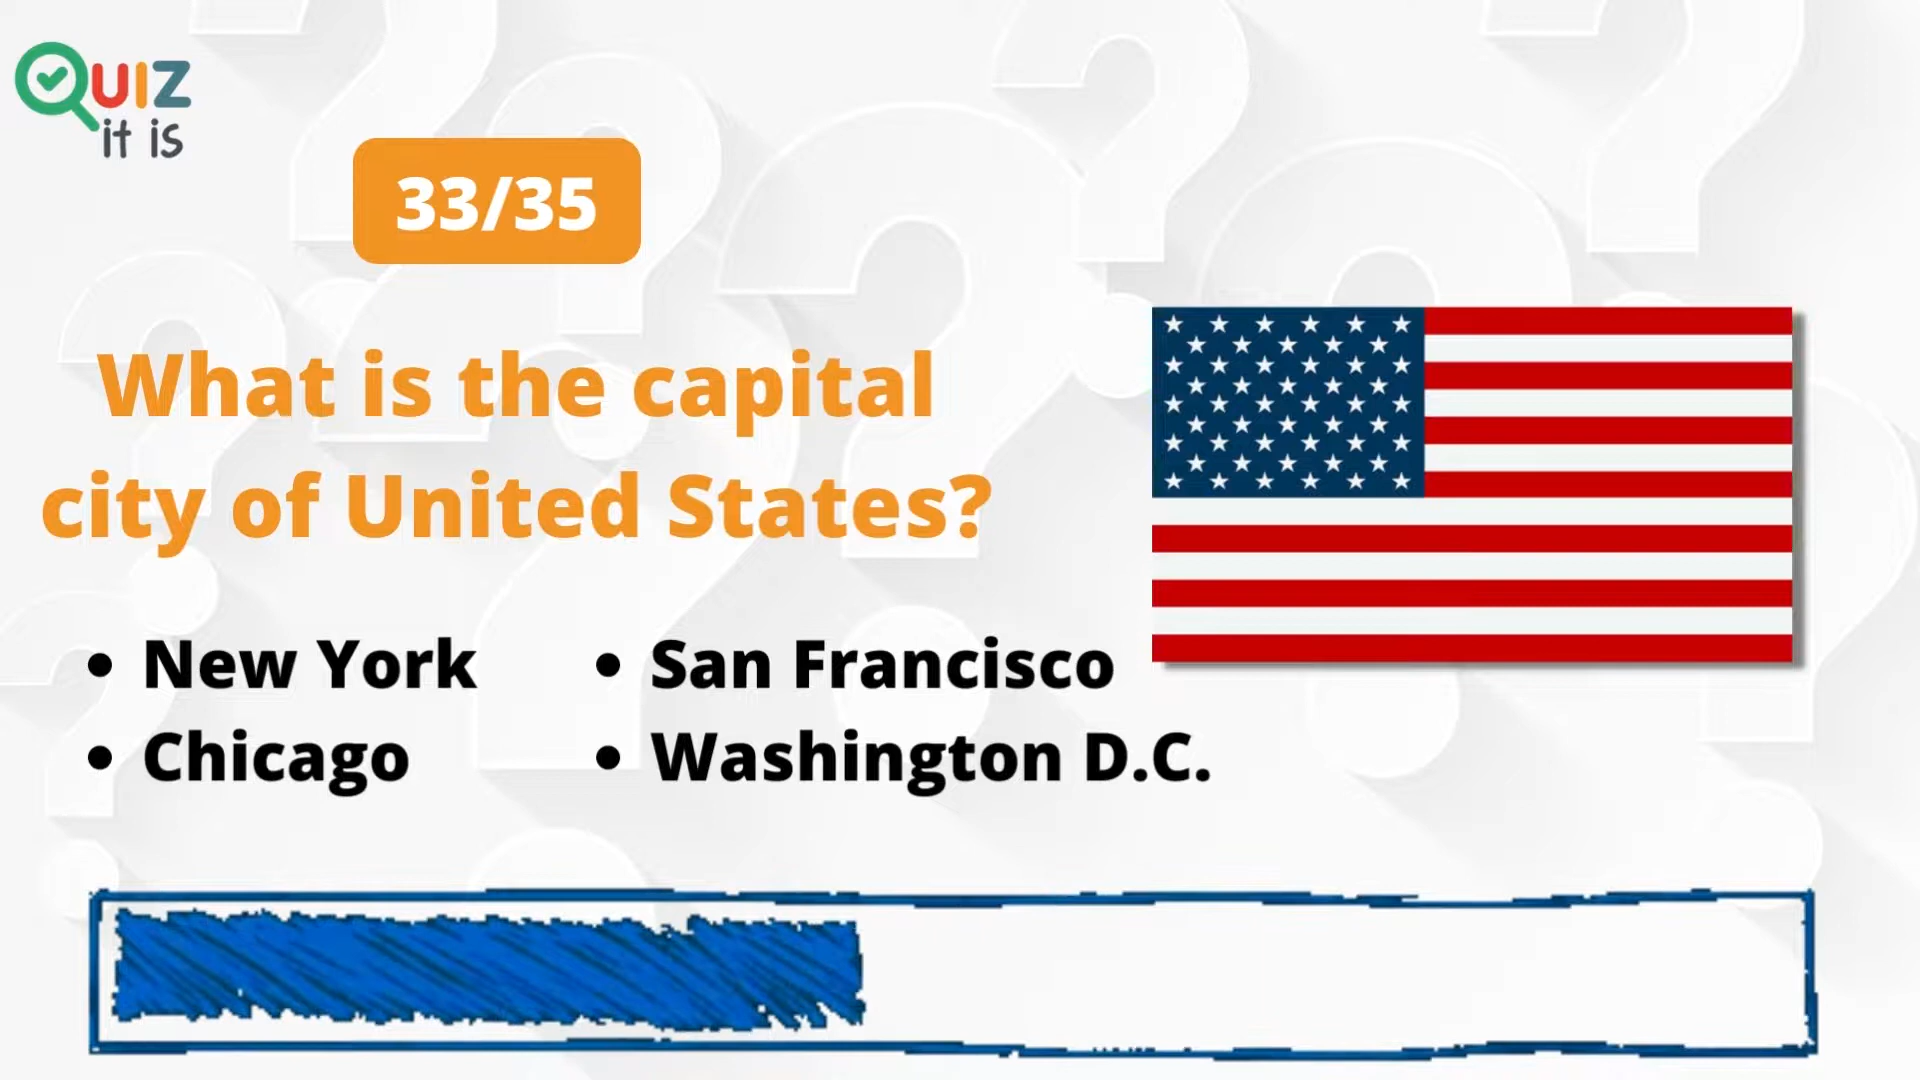 QUIZ
it is
33/35
What is the capital
city of United States?
• New York
• San Francisco
• Chicago
• Washington D.C.